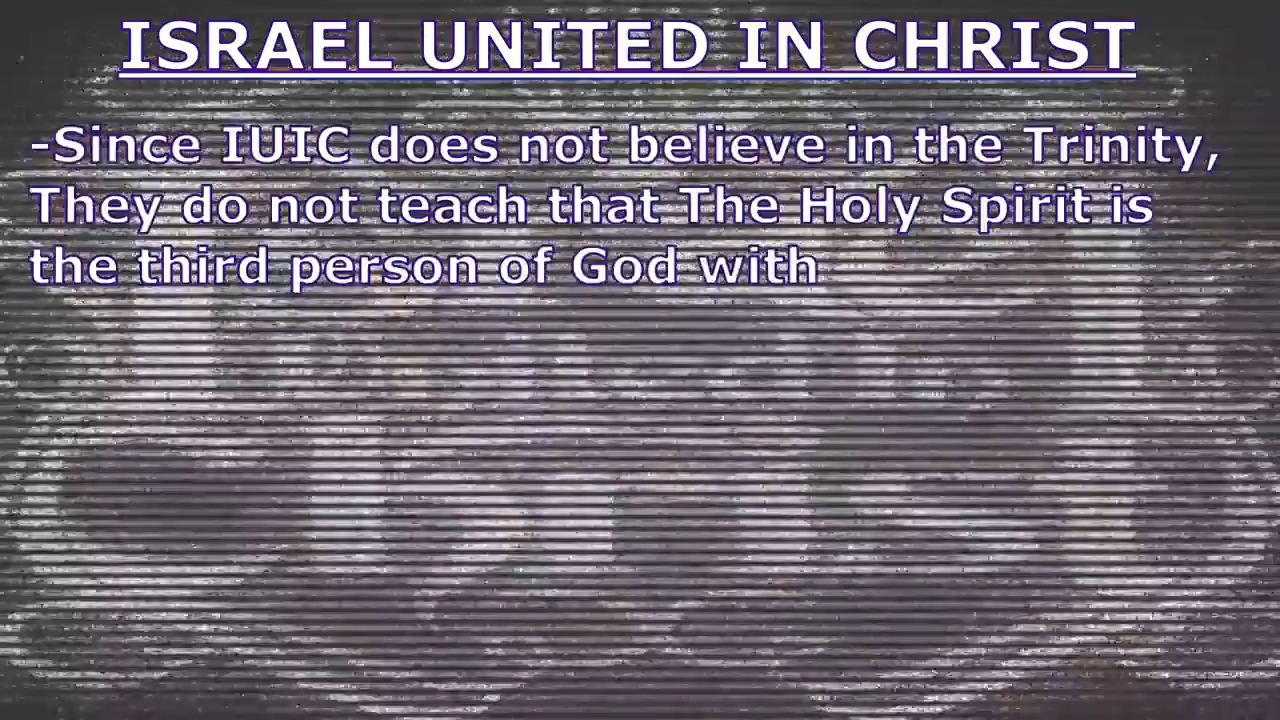 ISRAEL UNITED IN CHRIST
-Since IUIC does not believe in the Trinity,
They do not teach that The Holy Spirit is
the third person of God with